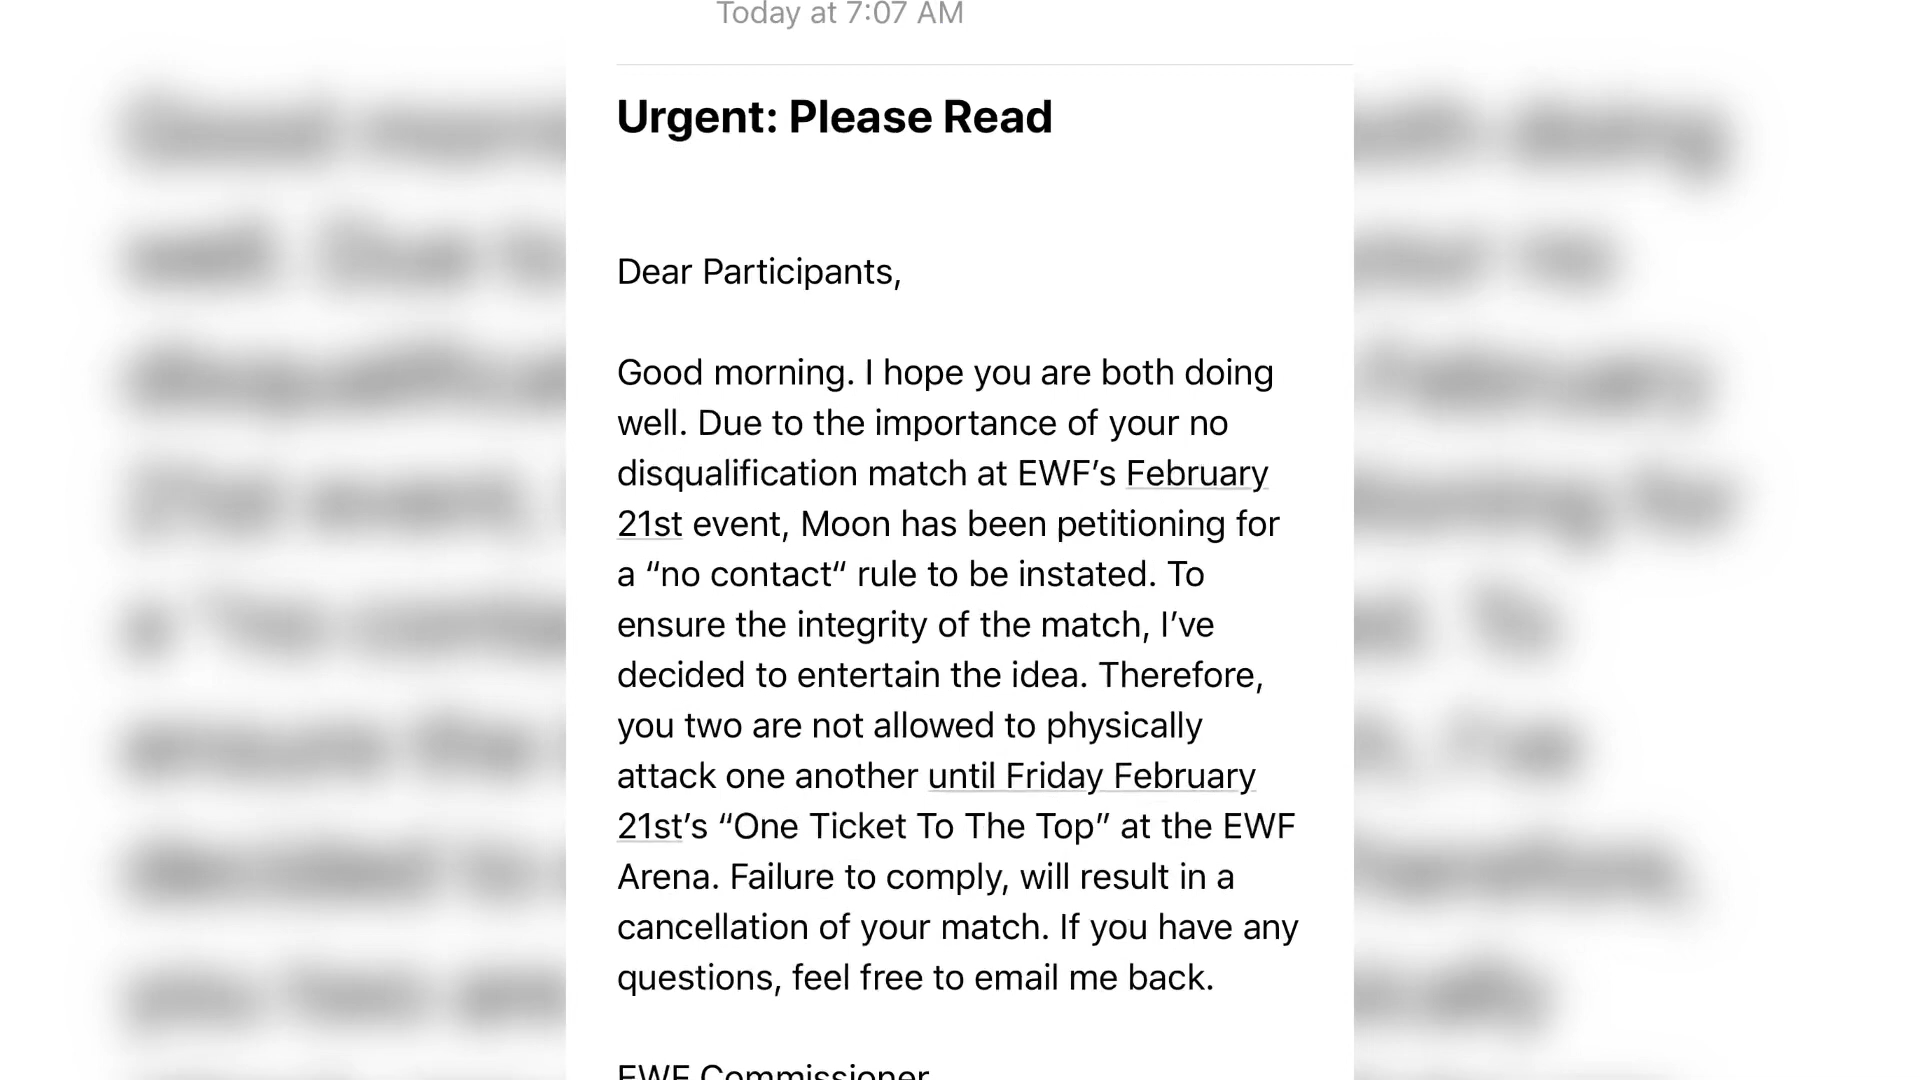 Today at 7:07 AM
Urgent: Please Read
Dear Participants,
Good morning. I hope you are both doing
well. Due to the importance of your no
disqualification match at EWF’s February
21st event, Moon has been petitioning for
a “no contact“ rule to be instated. To
ensure the integrity of the match, I’ve
decided to entertain the idea. Therefore,
you two are not allowed to physically
attack one another until Friday February
21st’s “One Ticket To The Top” at the EWF
Arena. Failure to comply, will result in a
cancellation of your match. If you have any
questions, feel free to email me back.
EWF Commissioner